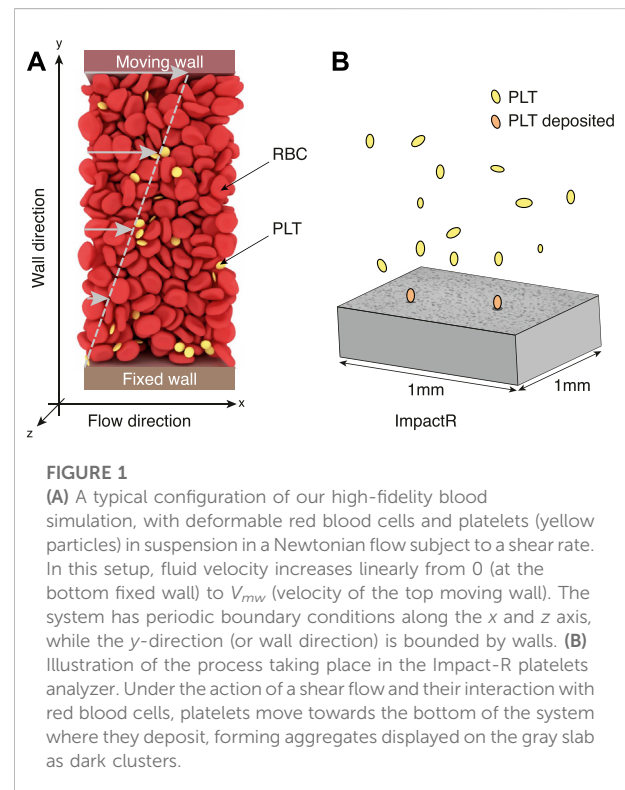 A
y
Moving wall
RBC
PLT
Wall direction
Fixed wall
x
z
Flow direction
B
PLT
PLT deposited
1mm
1mm
ImpactR
FIGURE 1
(A) A typical configuration of our high-fidelity blood
simulation, with deformable red blood cells and platelets (yellow
particles) in suspension in a Newtonian flow subject to a shear rate.
In this setup, fluid velocity increases linearly from 0 (at the
bottom fixed wall) to Vmw (velocity of the top moving wall). The
system has periodic boundary conditions along the x and z axis,
while the y-direction (or wall direction) is bounded by walls. (B)
Illustration of the process taking place in the Impact-R platelets
analyzer. Under the action of a shear flow and their interaction with
red blood cells, platelets move towards the bottom of the system
where they deposit, forming aggregates displayed on the gray slab
as dark clusters.